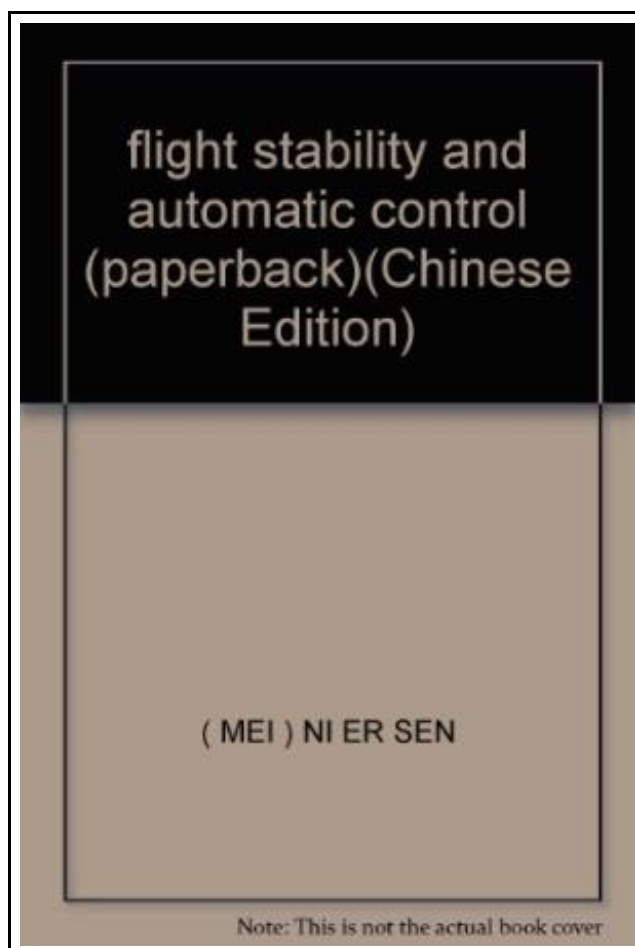 flight stability and
automatic control
(paperback)(Chinese
Edition)
( MEI ) NI ER SEN
Note: This is not the actual book cover